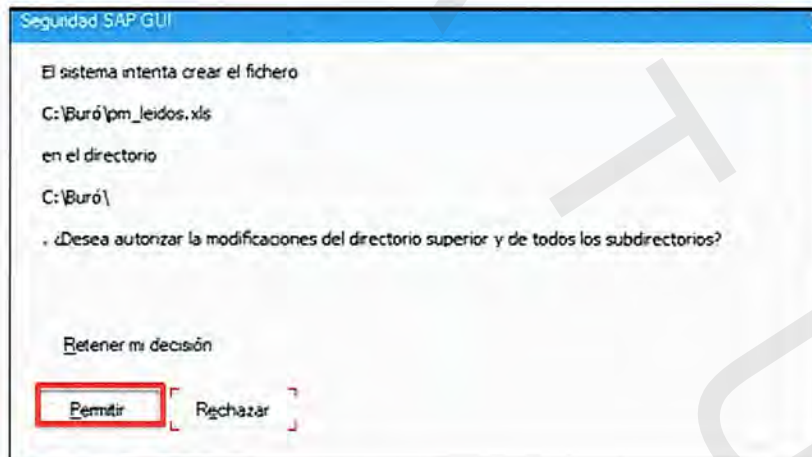 Seguridad SAP GUI
El sistema intenta crear el fichero
C:\Buró\pm_leidos.xls
en el directorio
C:\Buró\
. ¿Desea autorizar la modificaciones del directorio superior y de todos los subdirectorios?
Retener mi decisión
Permitir Rechazar